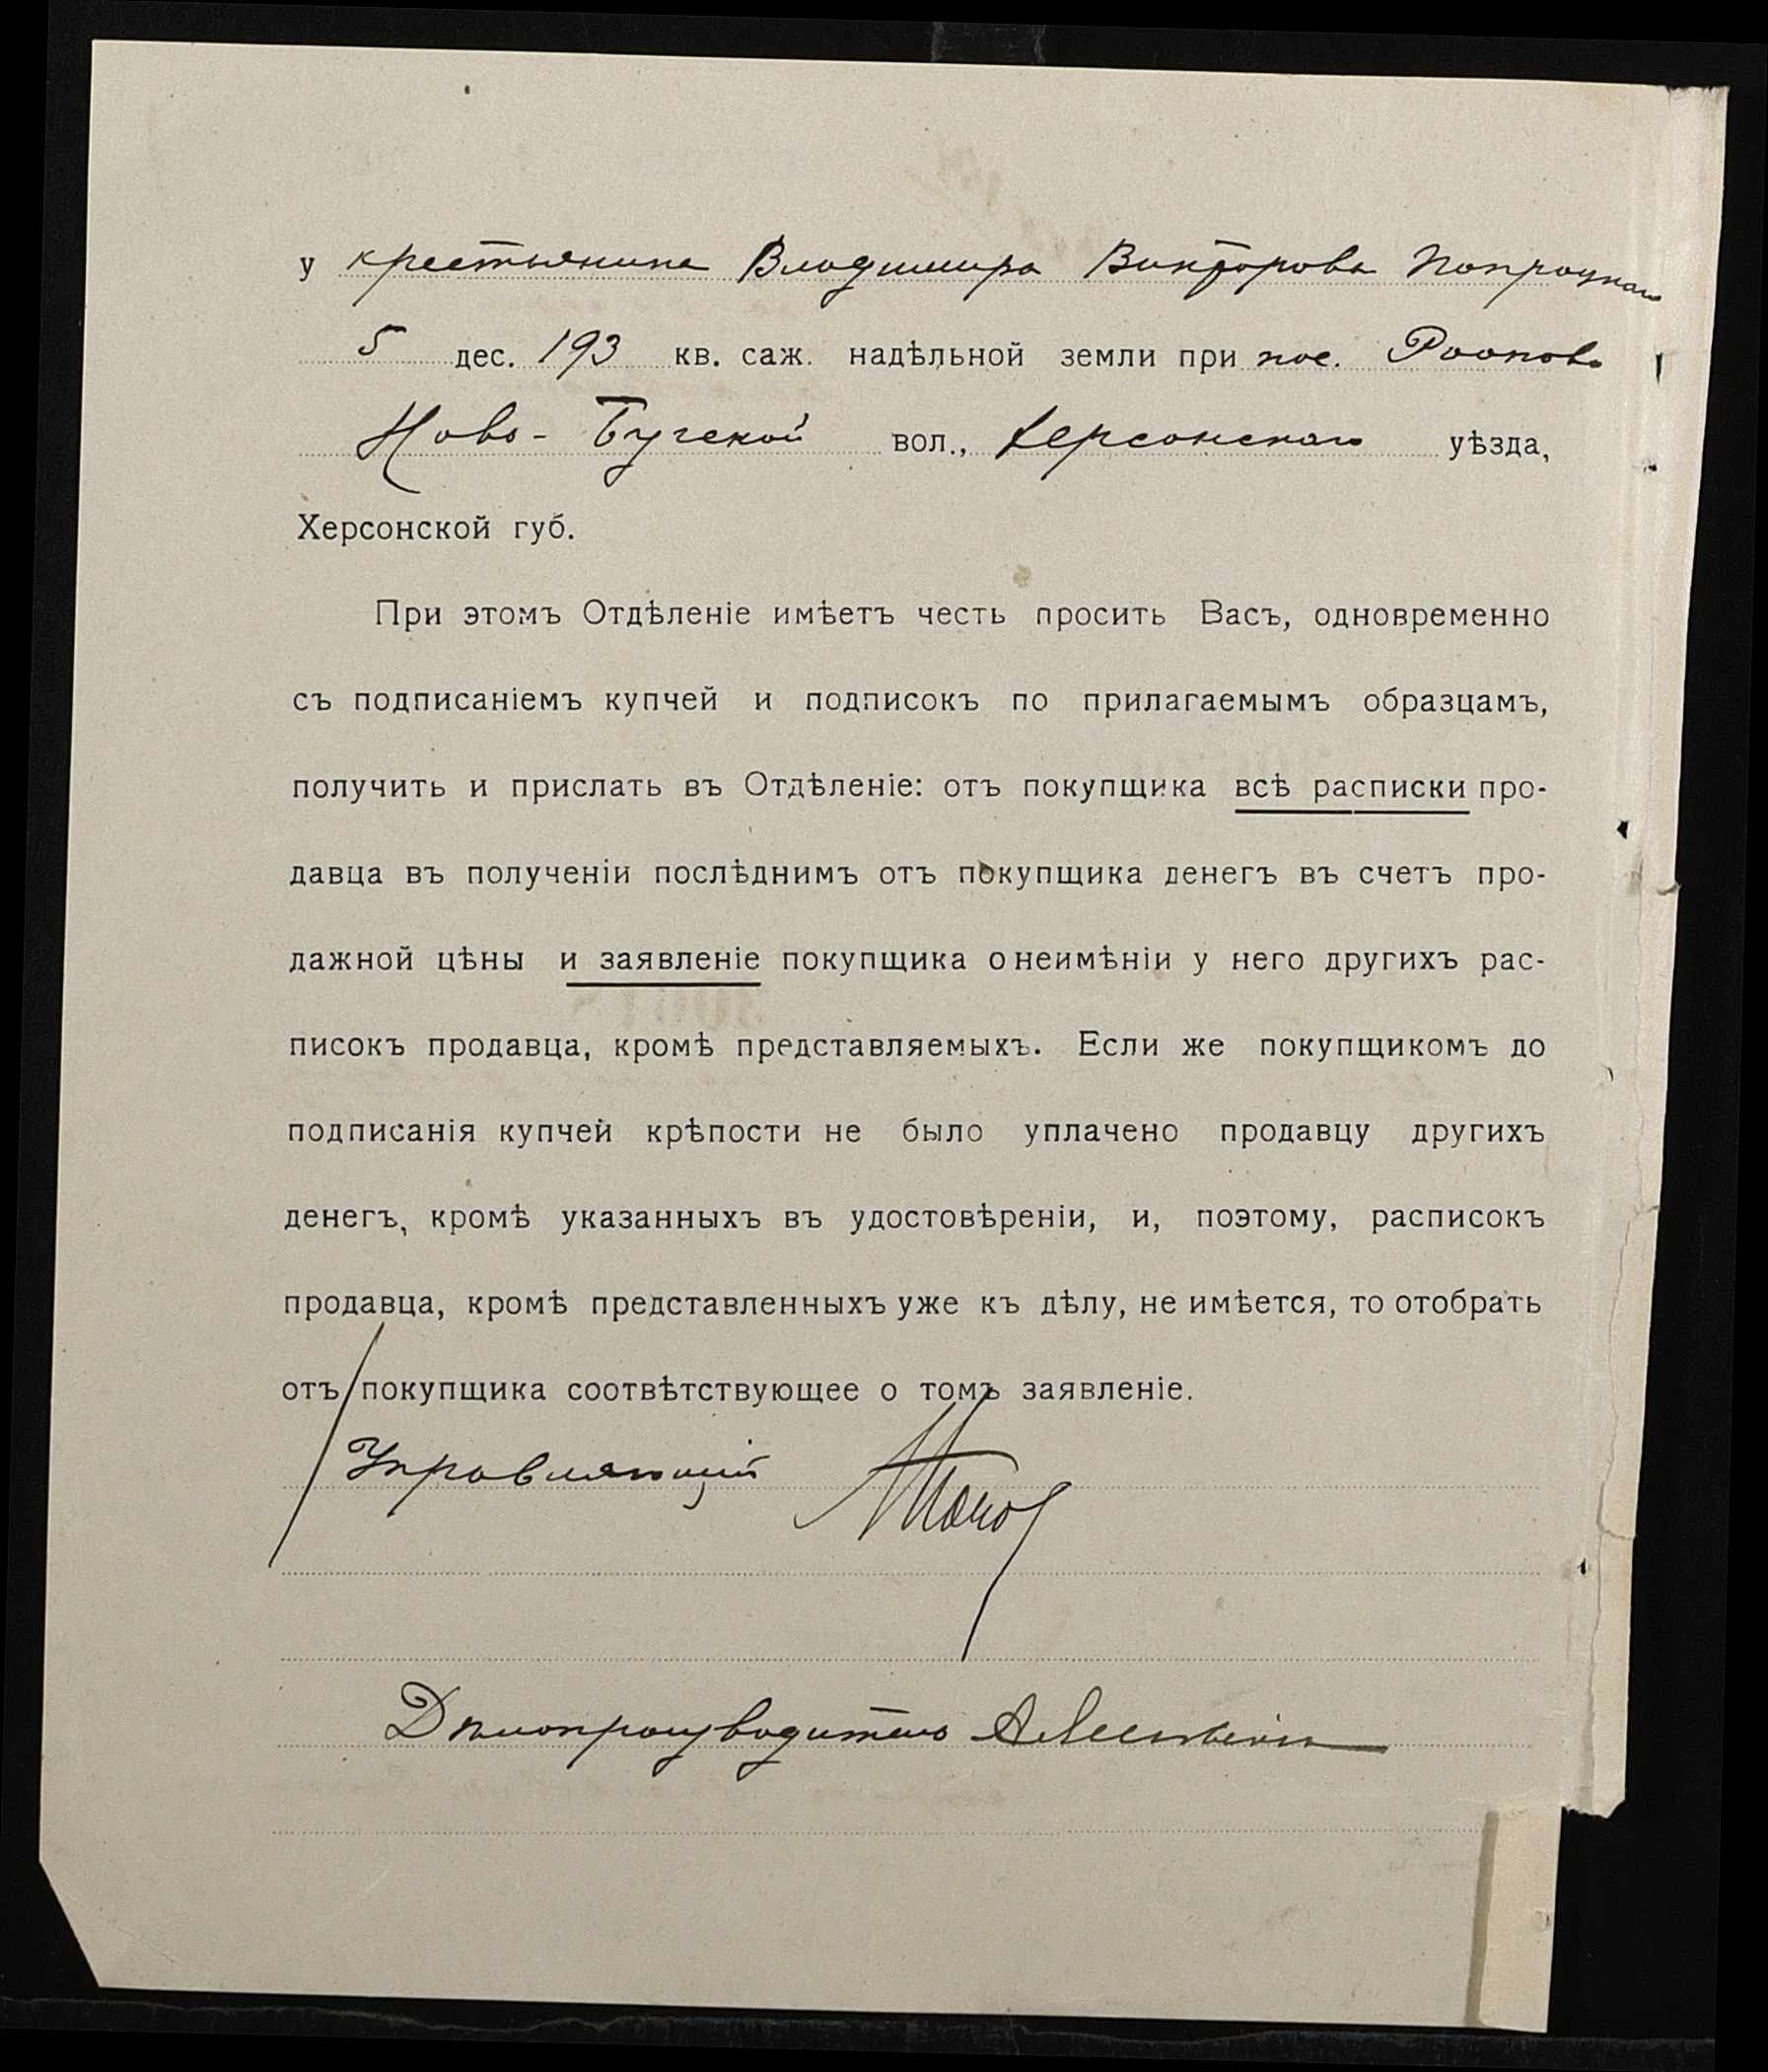 у крестьянина Владимира Викторова Попроцкаго
5 дес. 193 кв. саж. надѣльной земли при пос. Роопово
Ново-Бугской вол., Херсонскаго уѣзда,
Херсонской губ.
При этомъ Отдѣленіе имѣетъ честь просить Васъ, одновременно
съ подписаніемъ купчей и подписокъ по прилагаемымъ образцамъ,
получить и прислать въ Отдѣленіе: отъ покупщика всѣ расписки про-
давца въ полученіи послѣднимъ отъ покупщика денегъ въ счетъ про-
дажной цѣны и заявленіе покупщика о неимѣніи у него другихъ рас-
писокъ продавца, кромѣ представляемыхъ. Если же покупщикомъ до
подписанія купчей крѣпости не было уплачено продавцу другихъ
денегъ, кромѣ указанныхъ въ удостовѣреніи, и, поэтому, расписокъ
продавца, кромѣ представленныхъ уже къ дѣлу, не имѣется, то отобрать
отъ покупщика соотвѣтствующее о томъ заявленіе.
Управляющій
Дѣлопроизводитель